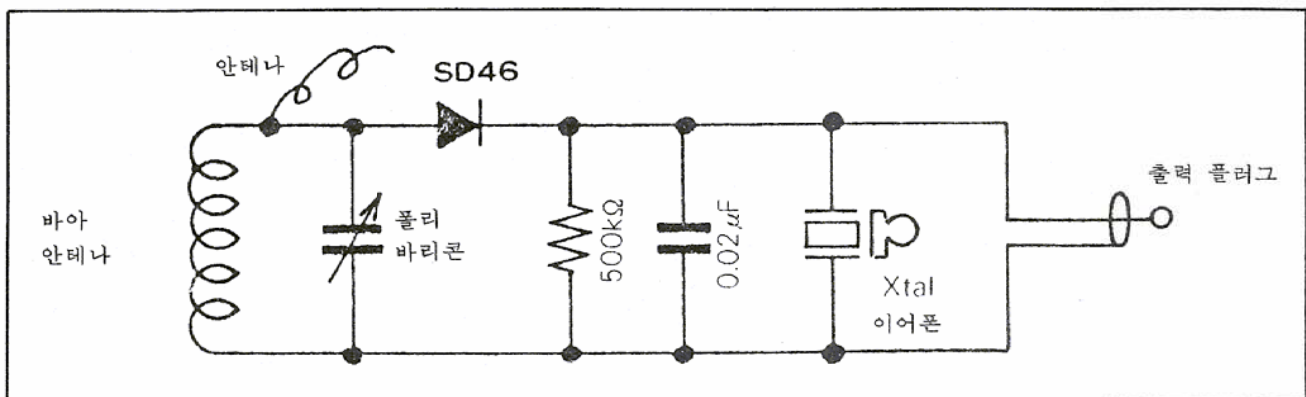 안테나
SD46
바아
안테나
폴리
바리콘
500kΩ
0.02μF
Xtal
이어폰
출력 플러그